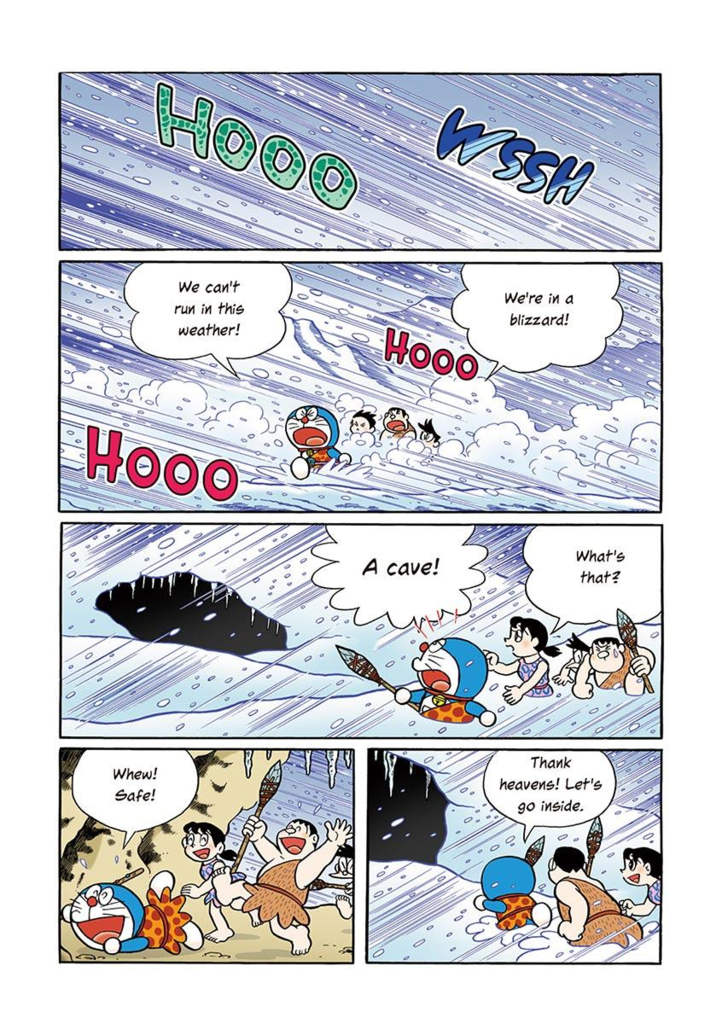 WSSH
HOOO
We're in a
blizzard!
HOOO
We can't
run in this
weather!
HOOO
What's
that?
A cave!
Thank
heavens! Let's
go inside.
Whew!
Safe!